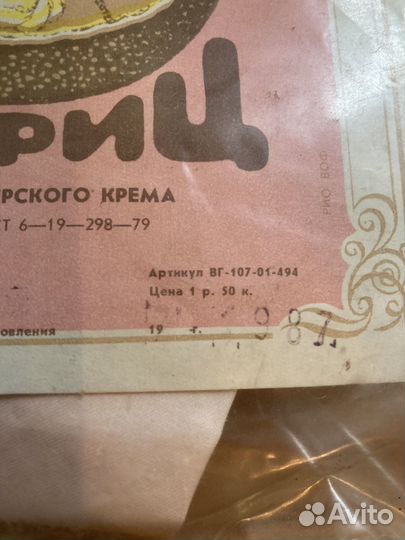 РИЦ
РСКОГО КРЕМА
Т 6—19—298—79
РИО ВОФ
Артикул ВГ-107-01-494
Цена 1 р. 50 к.
овления
19 г.
987
Avito